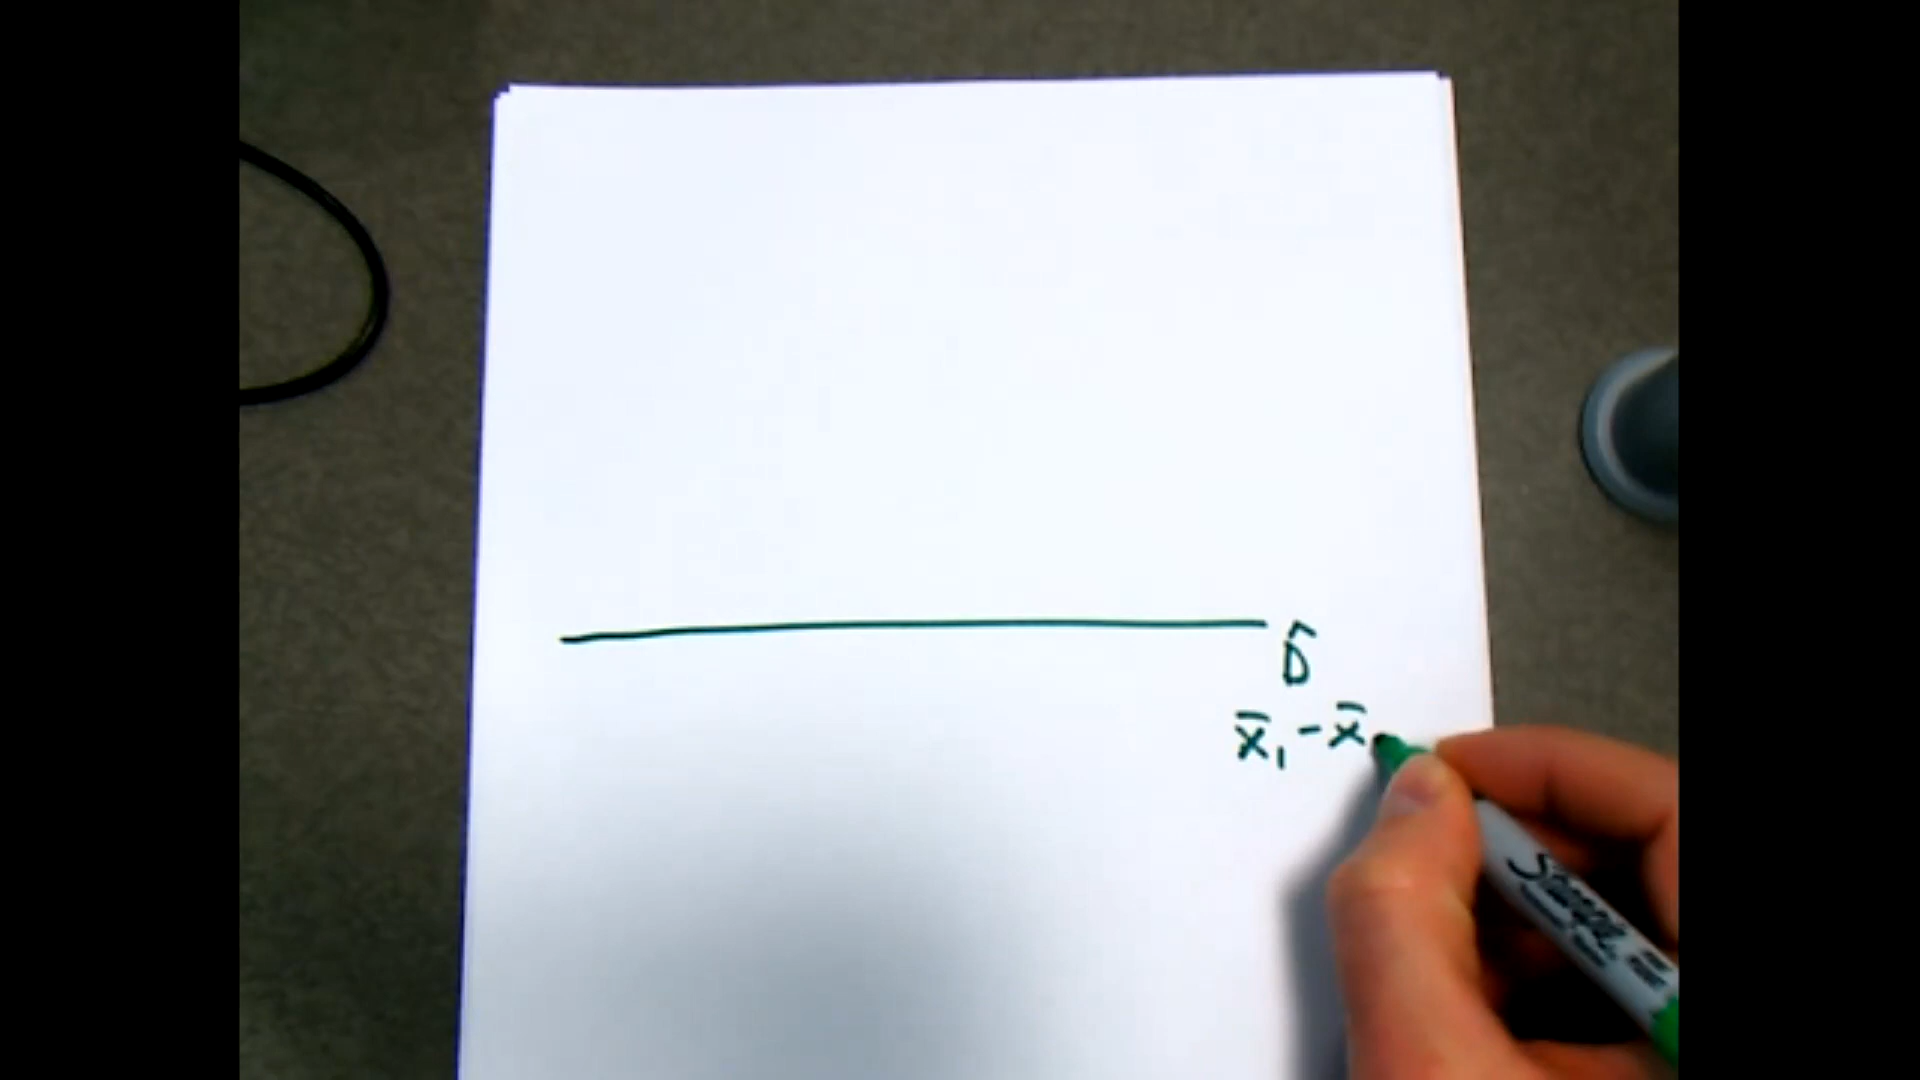 D̂
x̄₁ - x̄
Sharpie